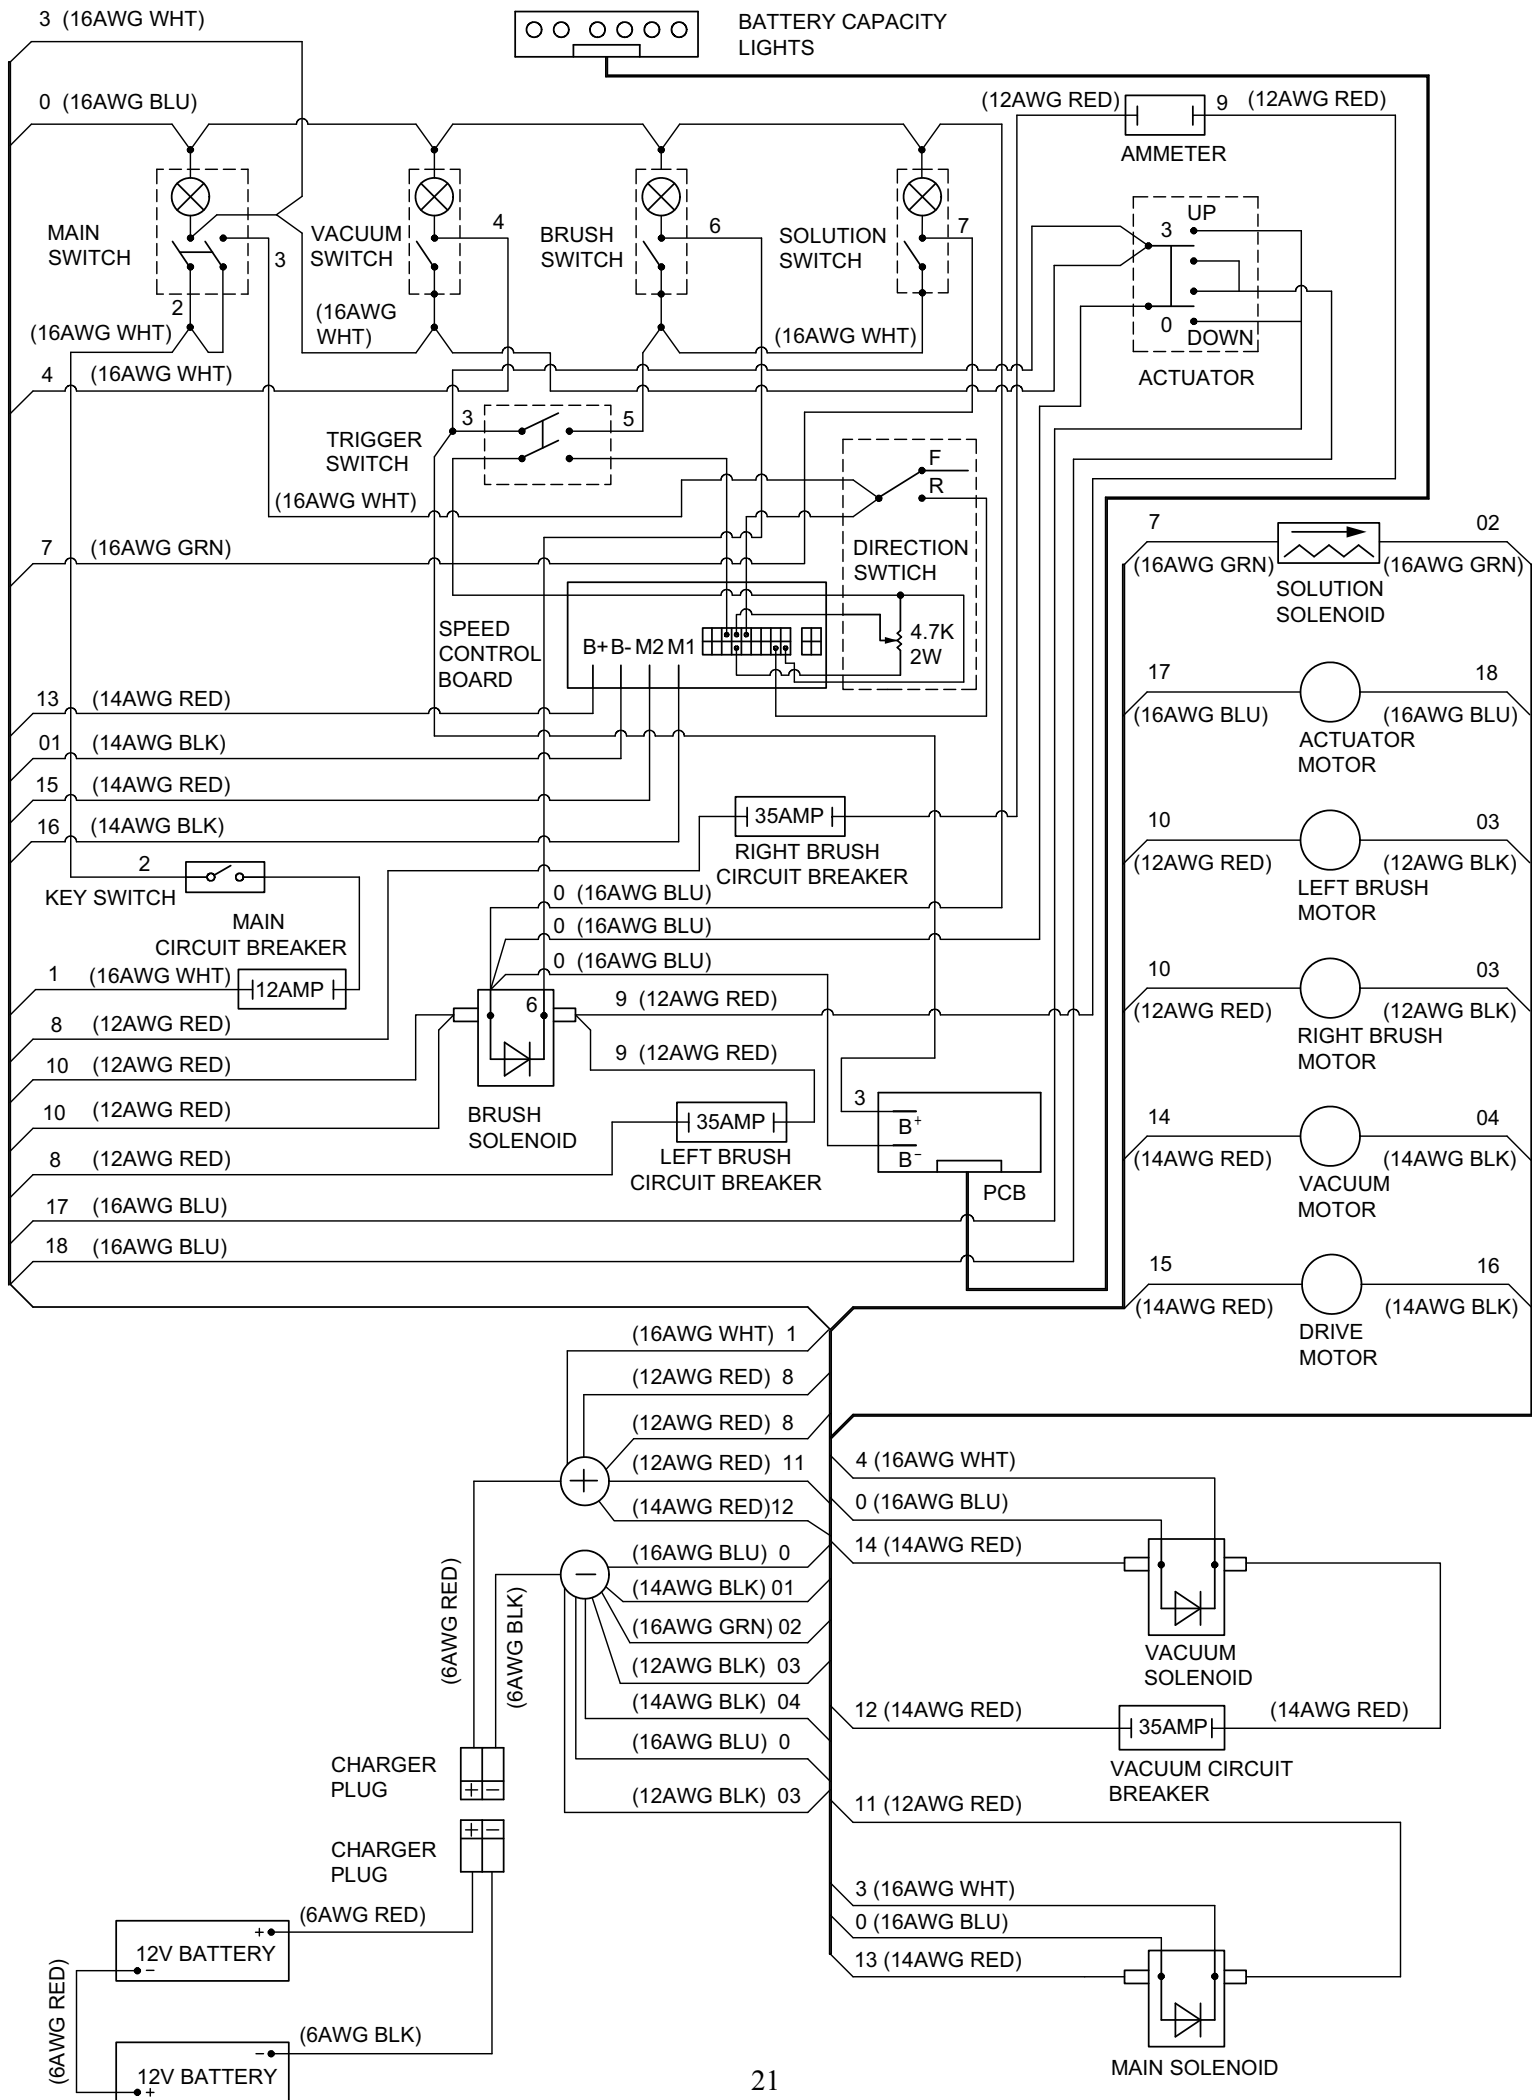 3 (16AWG WHT)
BATTERY CAPACITY
LIGHTS
0 (16AWG BLU)
(12AWG RED)
9 (12AWG RED)
AMMETER
MAIN
SWITCH
3
2
(16AWG WHT)
VACUUM
SWITCH
4
(16AWG
WHT)
BRUSH
SWITCH
6
SOLUTION
SWITCH
7
(16AWG WHT)
UP
3
0
DOWN
ACTUATOR
4 (16AWG WHT)
TRIGGER
SWITCH
3
5
(16AWG WHT)
F
R
DIRECTION
SWTICH
4.7K
2W
7 (16AWG GRN)
SPEED
CONTROL
BOARD
B+ B- M2 M1
13 (14AWG RED)
01 (14AWG BLK)
15 (14AWG RED)
16 (14AWG BLK)
2
KEY SWITCH
MAIN
CIRCUIT BREAKER
12AMP
35AMP
RIGHT BRUSH
CIRCUIT BREAKER
0 (16AWG BLU)
0 (16AWG BLU)
0 (16AWG BLU)
1 (16AWG WHT)
8 (12AWG RED)
10 (12AWG RED)
10 (12AWG RED)
8 (12AWG RED)
17 (16AWG BLU)
18 (16AWG BLU)
6
9 (12AWG RED)
9 (12AWG RED)
BRUSH
SOLENOID
35AMP
LEFT BRUSH
CIRCUIT BREAKER
3
B+
B−
PCB
7
02
(16AWG GRN)
(16AWG GRN)
SOLUTION
SOLENOID
17
18
(16AWG BLU)
(16AWG BLU)
ACTUATOR
MOTOR
10
03
(12AWG RED)
(12AWG BLK)
LEFT BRUSH
MOTOR
10
03
(12AWG RED)
(12AWG BLK)
RIGHT BRUSH
MOTOR
14
04
(14AWG RED)
(14AWG BLK)
VACUUM
MOTOR
15
16
(14AWG RED)
(14AWG BLK)
DRIVE
MOTOR
(16AWG WHT) 1
(12AWG RED) 8
(12AWG RED) 8
(12AWG RED) 11
(14AWG RED)12
+
−
(16AWG BLU) 0
(14AWG BLK) 01
(16AWG GRN) 02
(12AWG BLK) 03
(14AWG BLK) 04
(16AWG BLU) 0
(12AWG BLK) 03
(6AWG RED)
(6AWG BLK)
4 (16AWG WHT)
0 (16AWG BLU)
14 (14AWG RED)
VACUUM
SOLENOID
12 (14AWG RED)
35AMP
(14AWG RED)
VACUUM CIRCUIT
BREAKER
11 (12AWG RED)
3 (16AWG WHT)
0 (16AWG BLU)
13 (14AWG RED)
MAIN SOLENOID
CHARGER
PLUG
+ −
+ −
CHARGER
PLUG
(6AWG RED)
+
12V BATTERY
−
(6AWG RED)
(6AWG BLK)
−
12V BATTERY
+
21